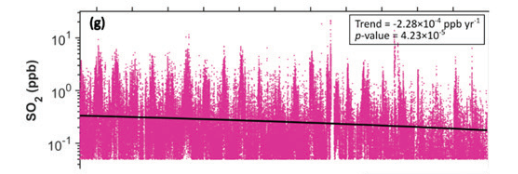 (g)
Trend = -2.28×10⁻⁴ ppb yr⁻¹
p-value = 4.23×10⁻⁵
SO₂ (ppb)
10¹
10⁰
10⁻¹